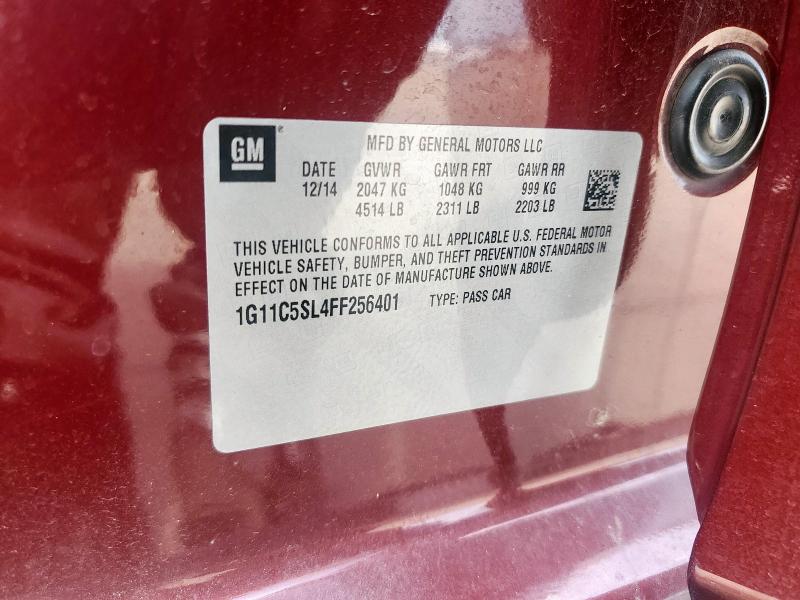 GM®
MFD BY GENERAL MOTORS LLC
DATE GVWR GAWR FRT GAWR RR
12/14 2047 KG 1048 KG 999 KG
4514 LB 2311 LB 2203 LB
THIS VEHICLE CONFORMS TO ALL APPLICABLE U.S. FEDERAL MOTOR
VEHICLE SAFETY, BUMPER, AND THEFT PREVENTION STANDARDS IN
EFFECT ON THE DATE OF MANUFACTURE SHOWN ABOVE.
1G11C5SL4FF256401 TYPE: PASS CAR